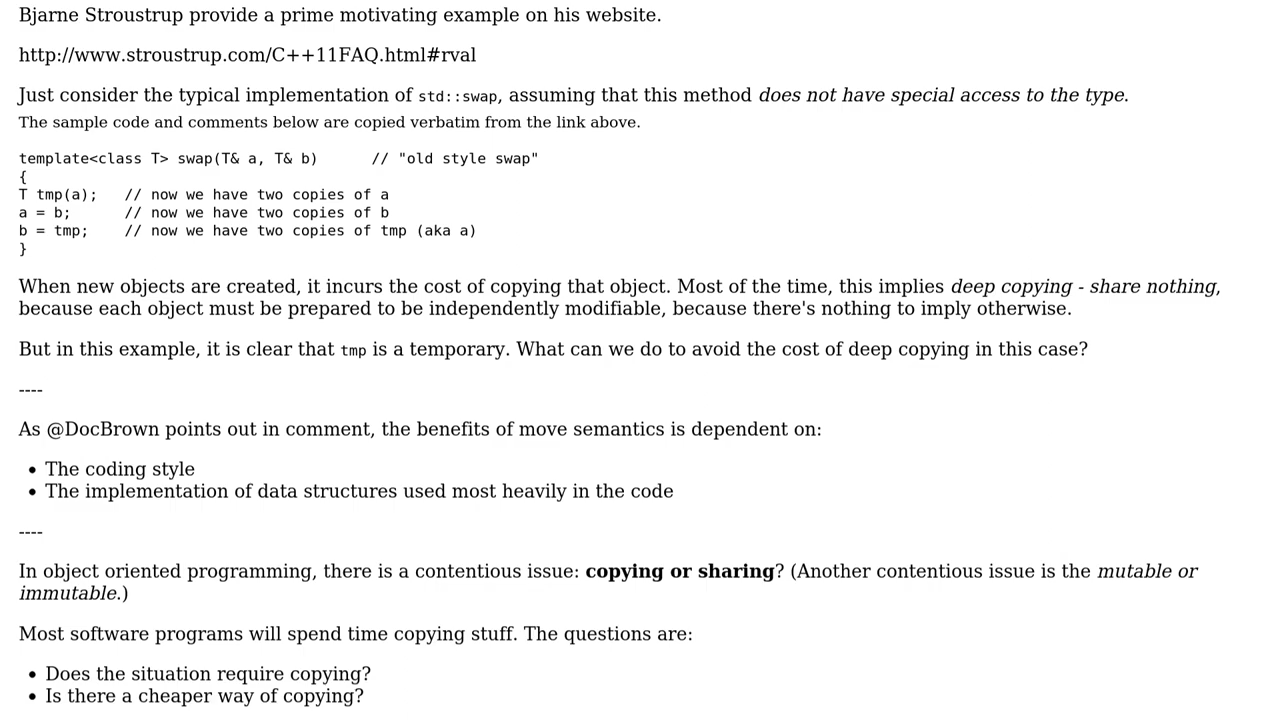 Bjarne Stroustrup provide a prime motivating example on his website.
http://www.stroustrup.com/C++11FAQ.html#rval
Just consider the typical implementation of std::swap, assuming that this method does not have special access to the type.
The sample code and comments below are copied verbatim from the link above.
template<class T> swap(T& a, T& b)      // "old style swap"
{
T tmp(a);   // now we have two copies of a
a = b;      // now we have two copies of b
b = tmp;    // now we have two copies of tmp (aka a)
}
When new objects are created, it incurs the cost of copying that object. Most of the time, this implies deep copying - share nothing,
because each object must be prepared to be independently modifiable, because there's nothing to imply otherwise.
But in this example, it is clear that tmp is a temporary. What can we do to avoid the cost of deep copying in this case?
----
As @DocBrown points out in comment, the benefits of move semantics is dependent on:
• The coding style
• The implementation of data structures used most heavily in the code
----
In object oriented programming, there is a contentious issue: copying or sharing? (Another contentious issue is the mutable or
immutable.)
Most software programs will spend time copying stuff. The questions are:
• Does the situation require copying?
• Is there a cheaper way of copying?